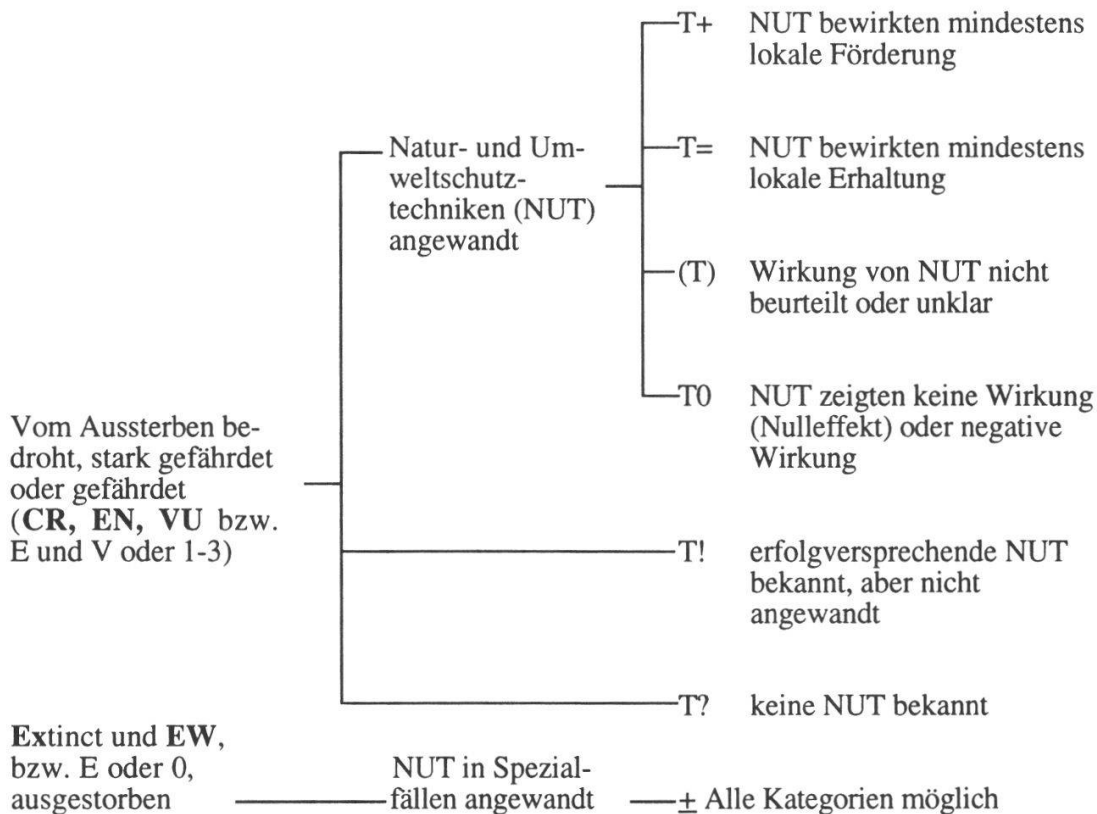 T+ NUT bewirkten mindestens
lokale Förderung
Natur- und Um-
weltschutz-
techniken (NUT)
angewandt
T= NUT bewirkten mindestens
lokale Erhaltung
(T) Wirkung von NUT nicht
beurteilt oder unklar
T0 NUT zeigten keine Wirkung
(Nulleffekt) oder negative
Wirkung
Vom Aussterben be-
droht, stark gefährdet
oder gefährdet
(CR, EN, VU bzw.
E und V oder 1-3)
T! erfolgversprechende NUT
bekannt, aber nicht
angewandt
T? keine NUT bekannt
Extinct und EW,
bzw. E oder 0,
ausgestorben
NUT in Spezial-
fällen angewandt
± Alle Kategorien möglich